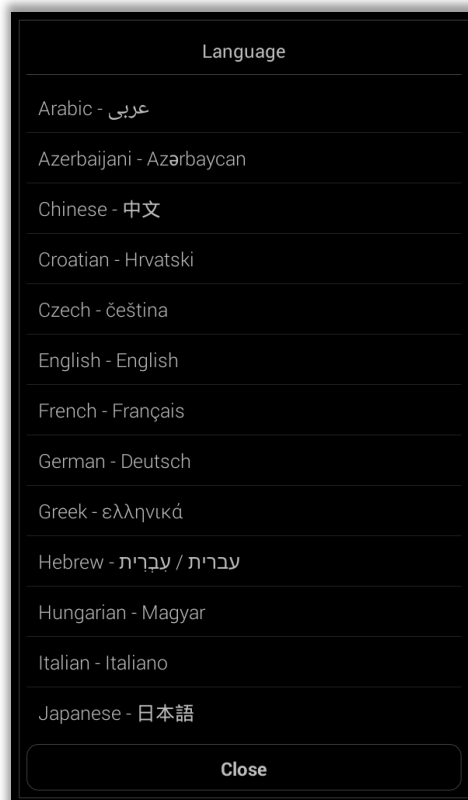 Language
Arabic - عربى
Azerbaijani - Azərbaycan
Chinese - 中文
Croatian - Hrvatski
Czech - čeština
English - English
French - Français
German - Deutsch
Greek - ελληνικά
Hebrew - עברית / עִבְרִית
Hungarian - Magyar
Italian - Italiano
Japanese - 日本語
Close